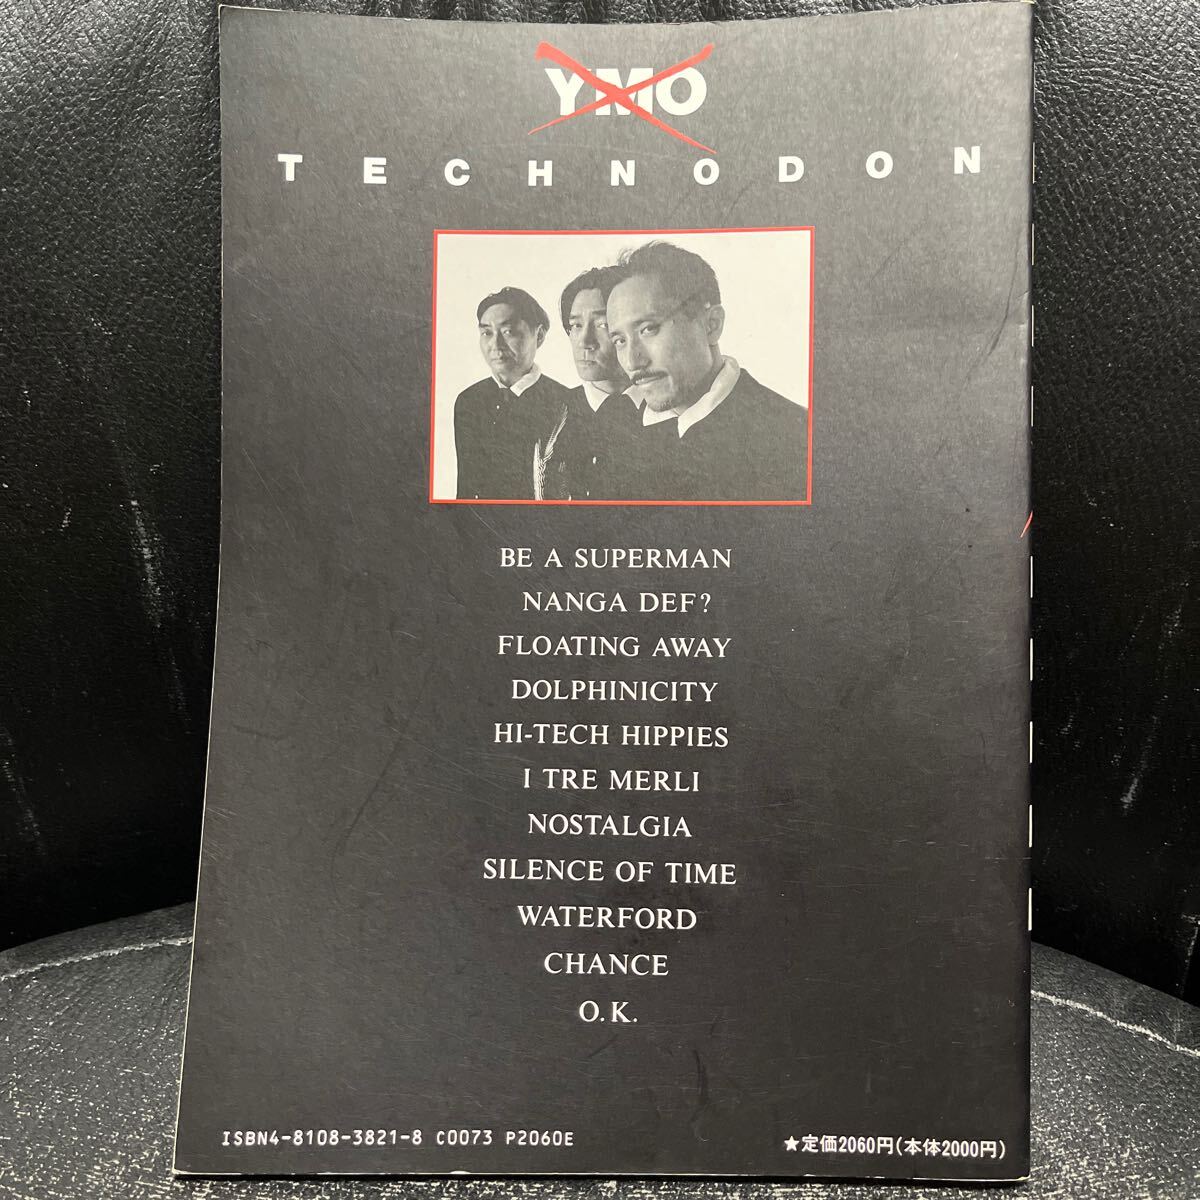 YMO
TECHNODON
BE A SUPERMAN
NANGA DEF?
FLOATING AWAY
DOLPHINICITY
HI-TECH HIPPIES
I TRE MERLI
NOSTALGIA
SILENCE OF TIME
WATERFORD
CHANCE
O.K.
ISBN4-8108-3821-8 C0073 P2060E
★定価2060円(本体2000円)